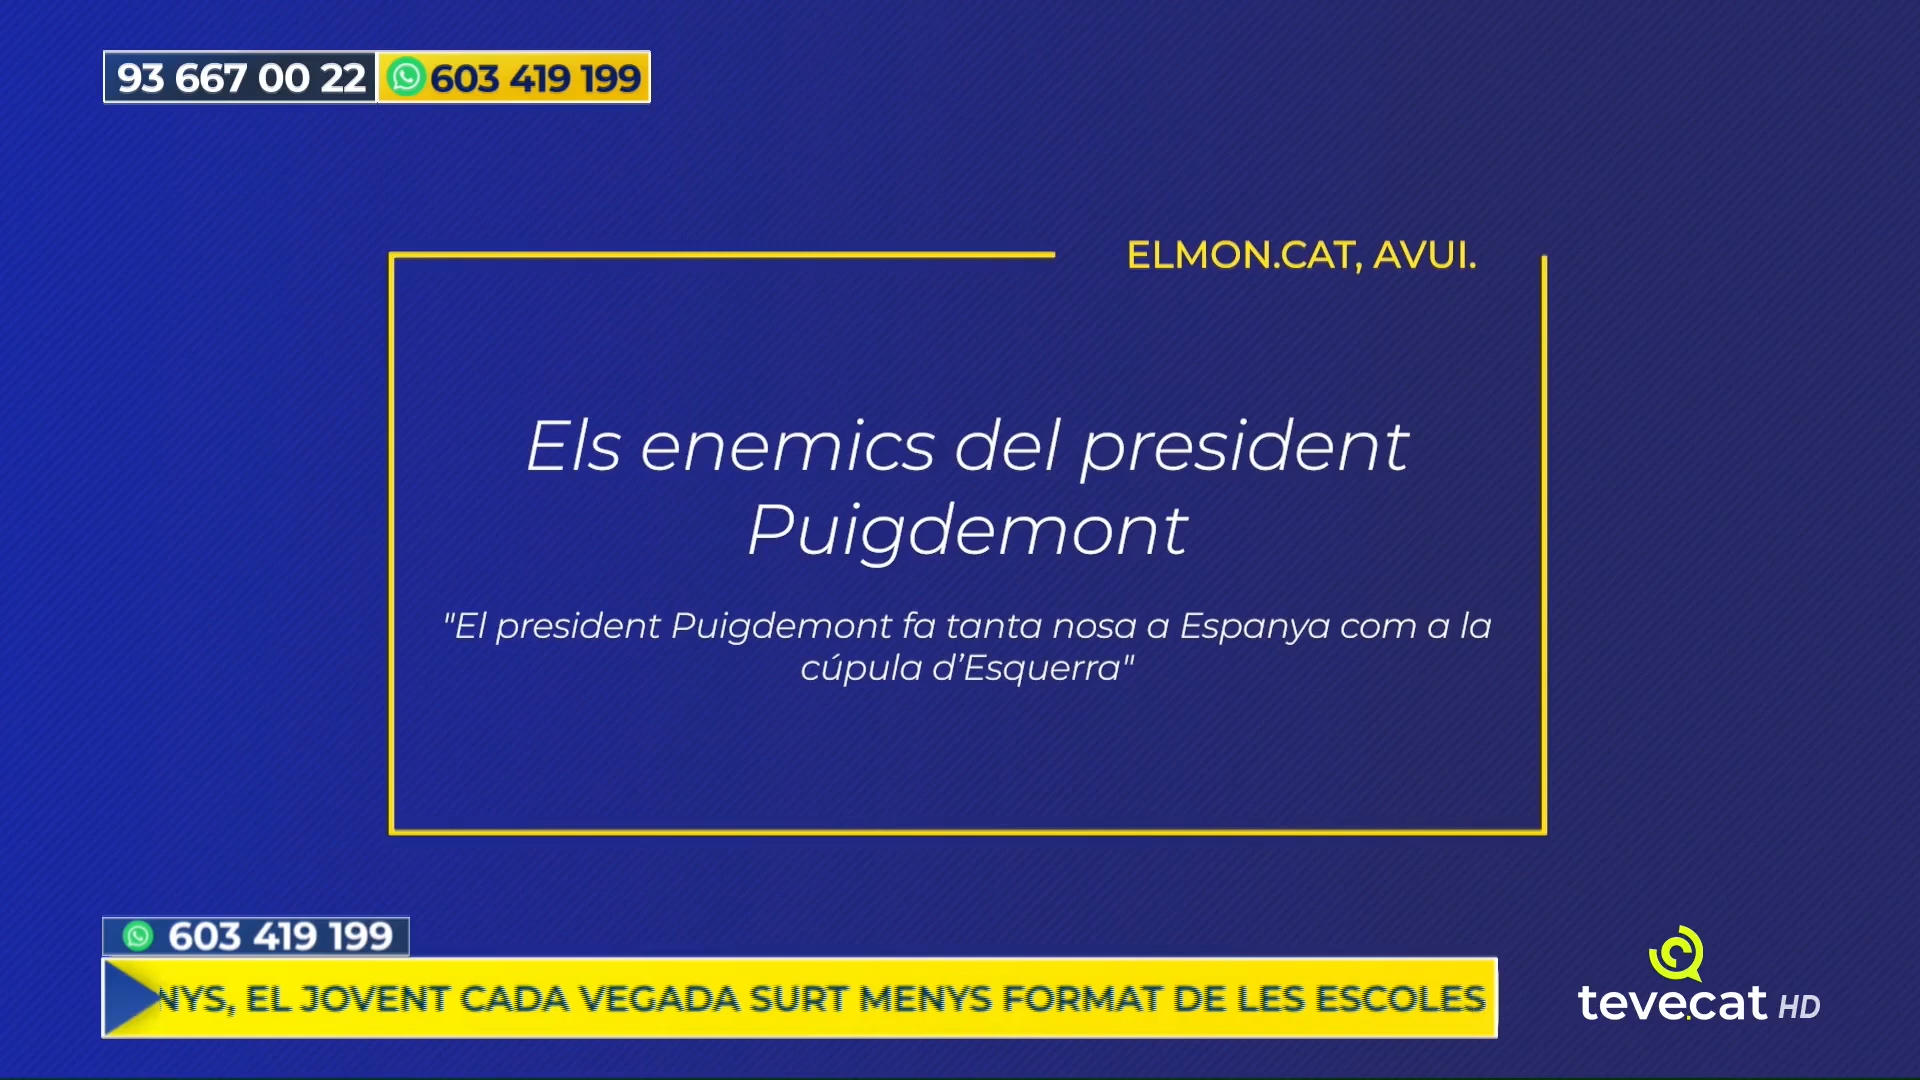 93 667 00 22 603 419 199
ELMON.CAT, AVUI.
Els enemics del president
Puigdemont
"El president Puigdemont fa tanta nosa a Espanya com a la
cúpula d’Esquerra"
603 419 199
NYS, EL JOVENT CADA VEGADA SURT MENYS FORMAT DE LES ESCOLES
teve.cat HD